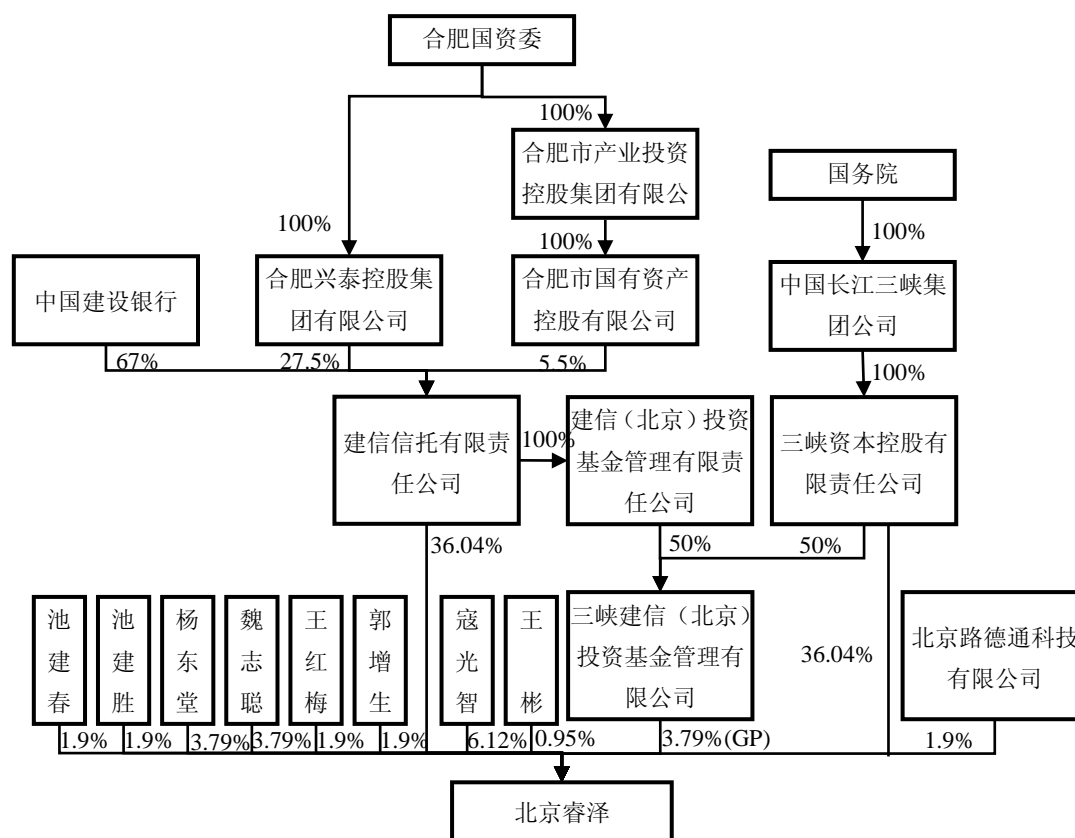 合肥国资委
100%
合肥市产业投资
控股集团有限公
国务院
100%
100%
100%
中国建设银行
合肥兴泰控股集
团有限公司
合肥市国有资产
控股有限公司
中国长江三峡集
团公司
67%
27.5%
5.5%
100%
建信信托有限责
任公司
100%
建信（北京）投资
基金管理有限责
任公司
三峡资本控股有
限责任公司
36.04%
50%
50%
池
建
春
池
建
胜
杨
东
堂
魏
志
聪
王
红
梅
郭
增
生
寇
光
智
王
彬
三峡建信（北京）
投资基金管理有
限公司
36.04%
北京路德通科技
有限公司
1.9%
1.9%
3.79%
3.79%
1.9%
1.9%
6.12%
0.95%
3.79%(GP)
1.9%
北京睿泽